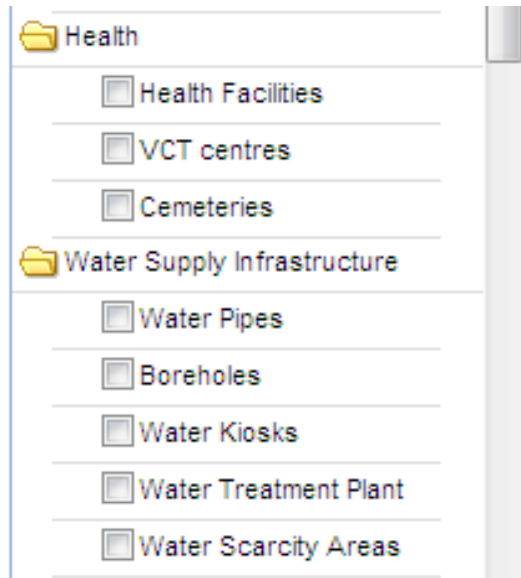 Health
Health Facilities
VCT centres
Cemeteries
Water Supply Infrastructure
Water Pipes
Boreholes
Water Kiosks
Water Treatment Plant
Water Scarcity Areas